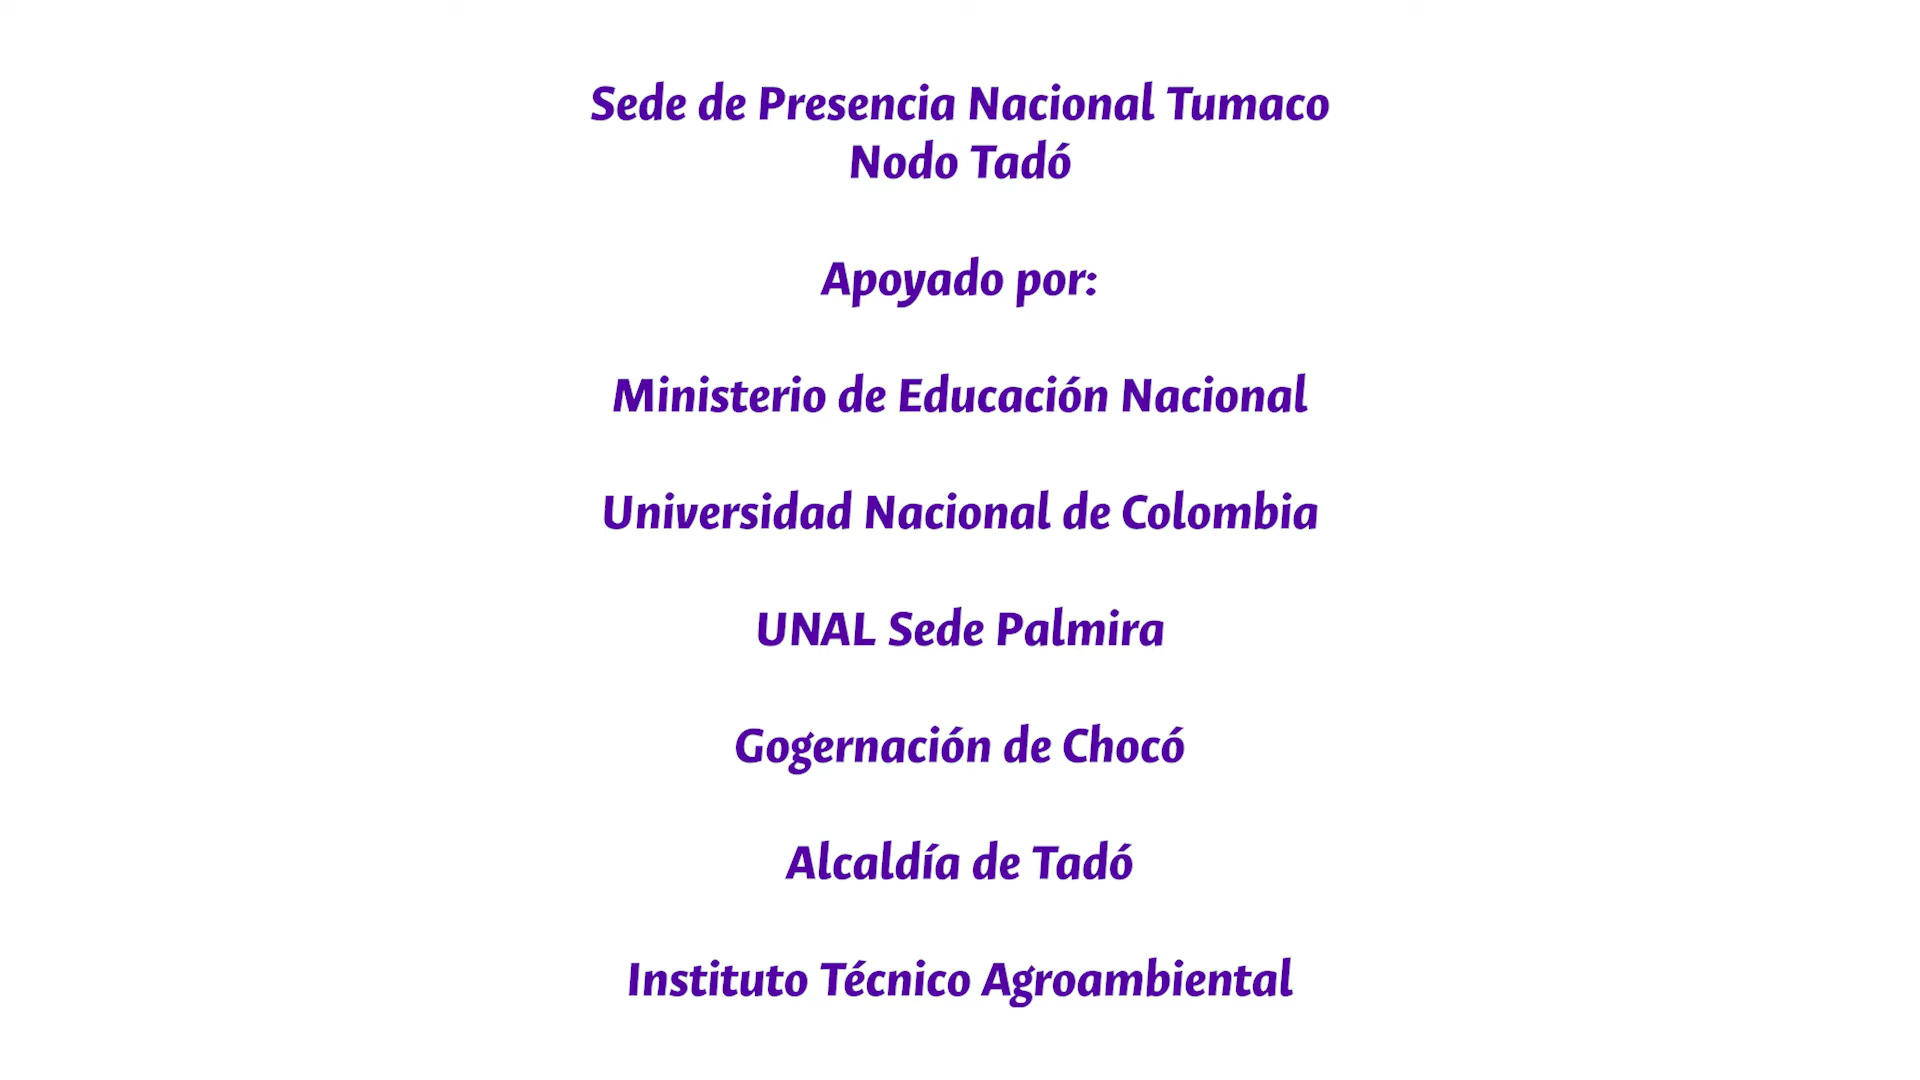 Sede de Presencia Nacional Tumaco
Nodo Tadó
Apoyado por:
Ministerio de Educación Nacional
Universidad Nacional de Colombia
UNAL Sede Palmira
Gogernación de Chocó
Alcaldía de Tadó
Instituto Técnico Agroambiental